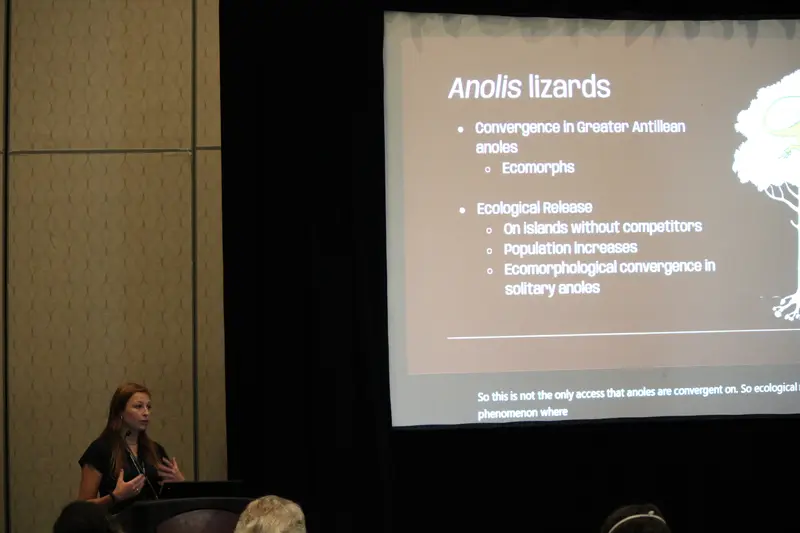 Anolis lizards
• Convergence in Greater Antillean
anoles
○ Ecomorphs
• Ecological Release
○ On islands without competitors
○ Population increases
○ Ecomorphological convergence in
solitary anoles
So this is not the only access that anoles are convergent on. So ecological
phenomenon where